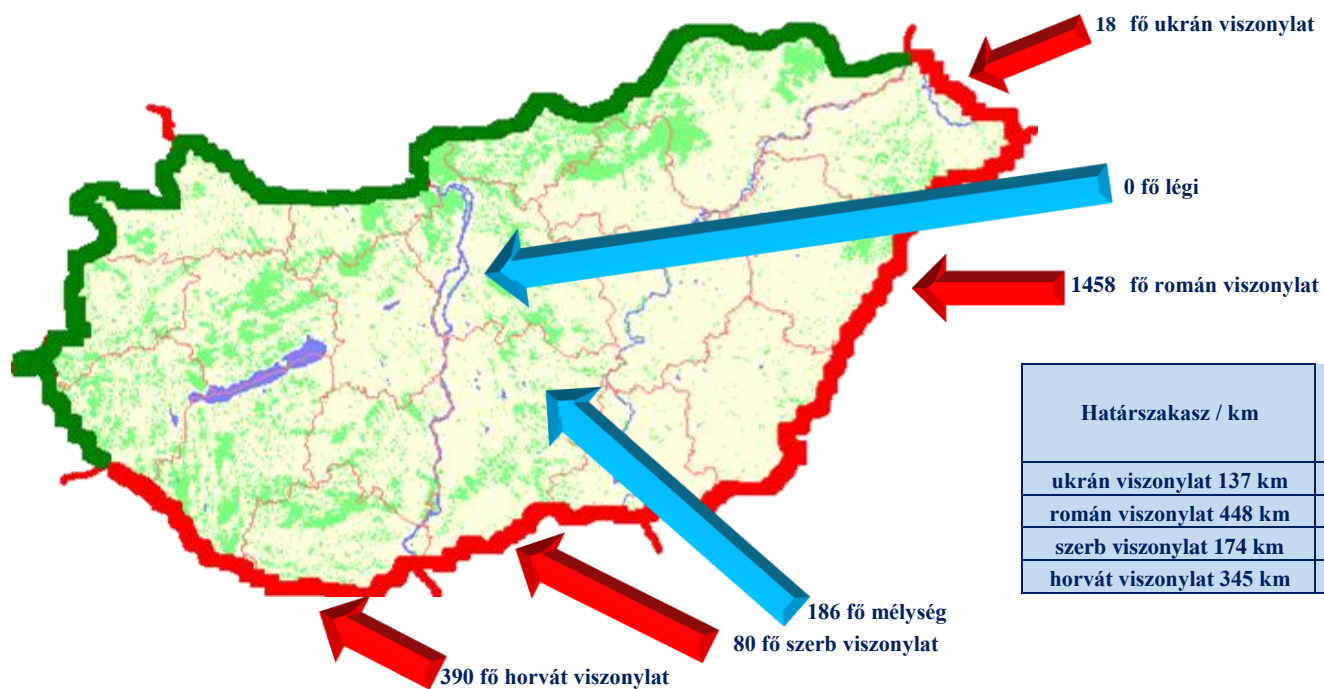 18 fő ukrán viszonylat
0 fő légi
1458 fő román viszonylat
Határszakasz / km
ukrán viszonylat 137 km
román viszonylat 448 km
szerb viszonylat 174 km
horvát viszonylat 345 km
186 fő mélység
80 fő szerb viszonylat
390 fő horvát viszonylat